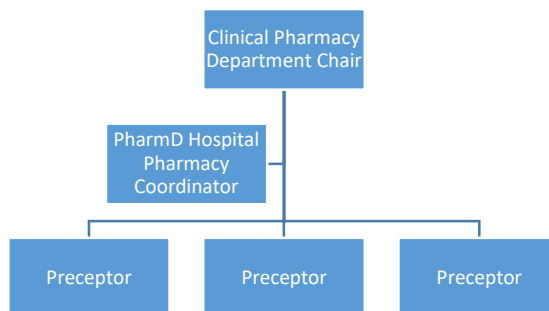 Clinical Pharmacy
Department Chair
PharmD Hospital
Pharmacy
Coordinator
Preceptor
Preceptor
Preceptor